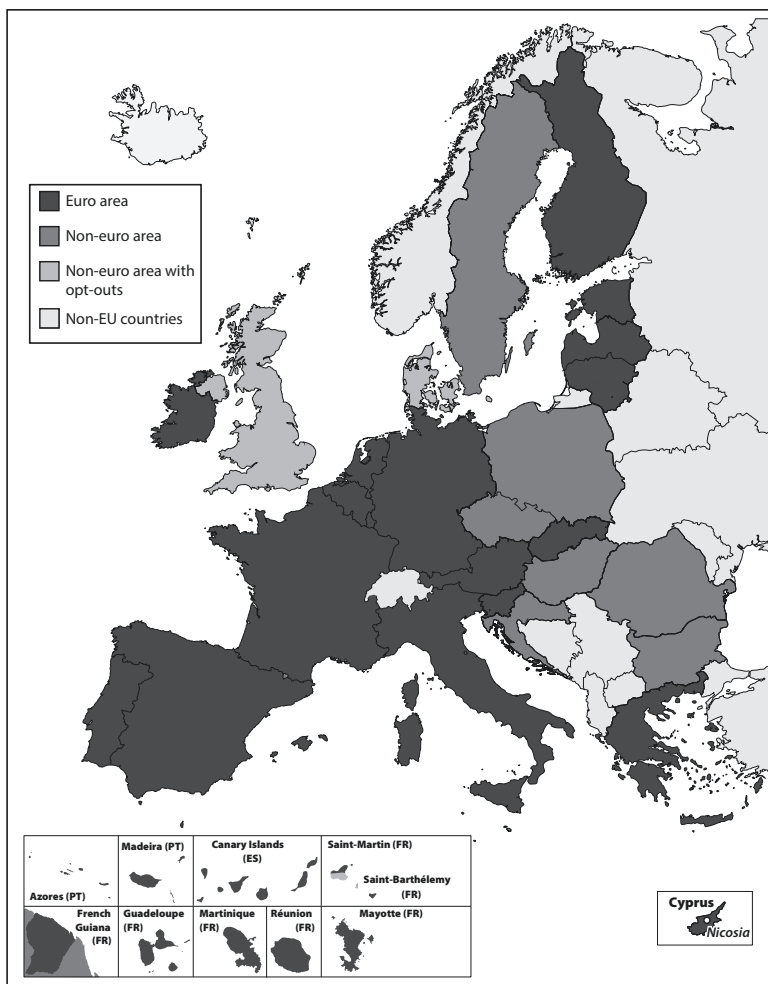 Euro area
Non-euro area
Non-euro area with
opt-outs
Non-EU countries
Azores (PT)
Madeira (PT)
Canary Islands
(ES)
Saint-Martin (FR)
Saint-Barthélemy
(FR)
French
Guiana
(FR)
Guadeloupe
(FR)
Martinique
(FR)
Réunion
(FR)
Mayotte (FR)
Cyprus
Nicosia